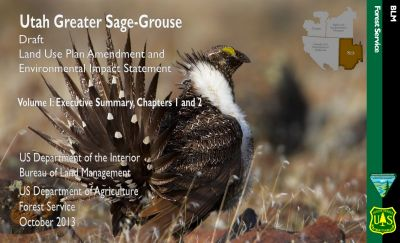 Utah Greater Sage-Grouse
Draft
Land Use Plan Amendment and
Environmental Impact Statement
Volume I: Executive Summary, Chapters 1 and 2
US Department of the Interior
Bureau of Land Management
US Department of Agriculture
Forest Service
October 2013
BLM
Forest Service